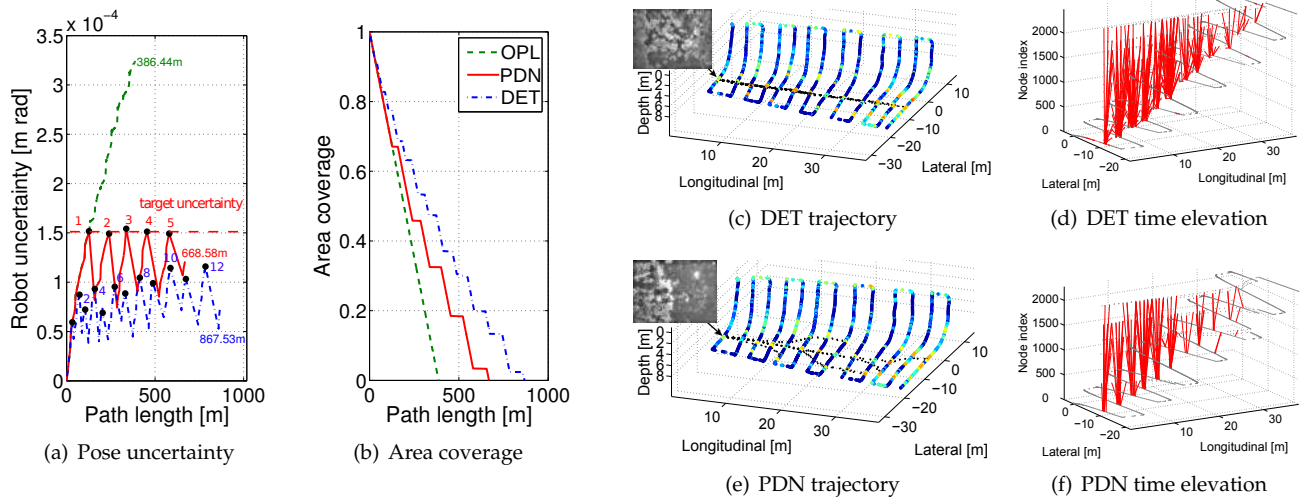 x 10
-4
3.5
3
2.5
2
1.5
1
0.5
0
Robot uncertainty [m rad]
386.44m
target uncertainty
1 2 3 4 5
668.58m
2 4 6 8 10 12
867.53m
0 500 1000
Path length [m]
(a) Pose uncertainty
1
0.8
0.6
0.4
0.2
0
Area coverage
OPL
PDN
DET
0 500 1000
Path length [m]
(b) Area coverage
Depth [m]
0
2
4
6
8
10
20
30
Longitudinal [m]
10
0
−10
−20
−30
Lateral [m]
(c) DET trajectory
Node index
2000
1500
1000
500
0
0
−10
−20
Lateral [m]
10
20
30
Longitudinal [m]
(d) DET time elevation
Depth [m]
0
2
4
6
8
10
20
30
Longitudinal [m]
10
0
−10
−20
−30
Lateral [m]
(e) PDN trajectory
Node index
2000
1500
1000
500
0
0
−10
−20
Lateral [m]
10
20
30
Longitudinal [m]
(f) PDN time elevation